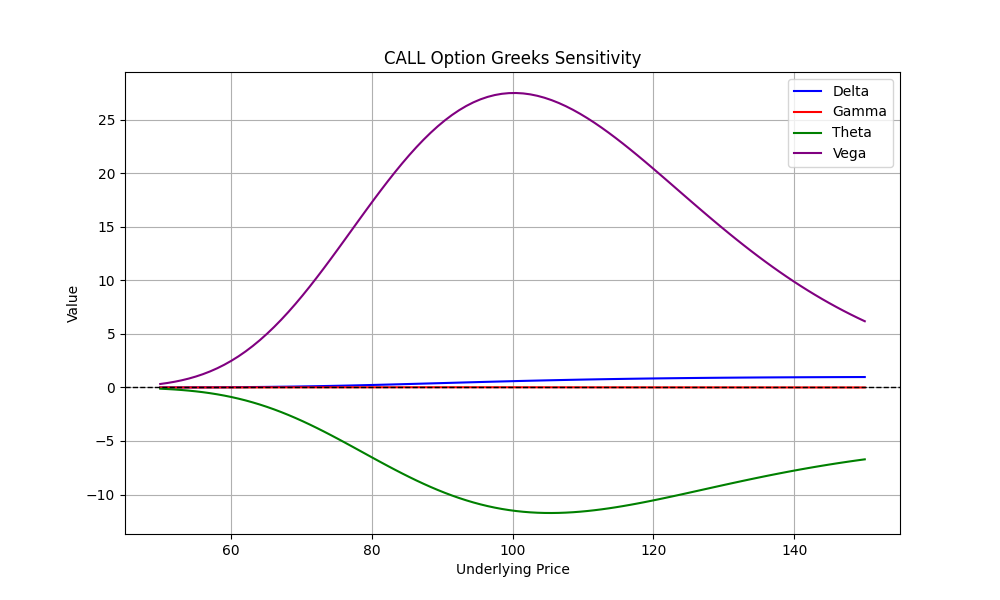 CALL Option Greeks Sensitivity
Delta
Gamma
Theta
Vega
25
20
15
10
5
0
−5
−10
Value
60 80 100 120 140
Underlying Price